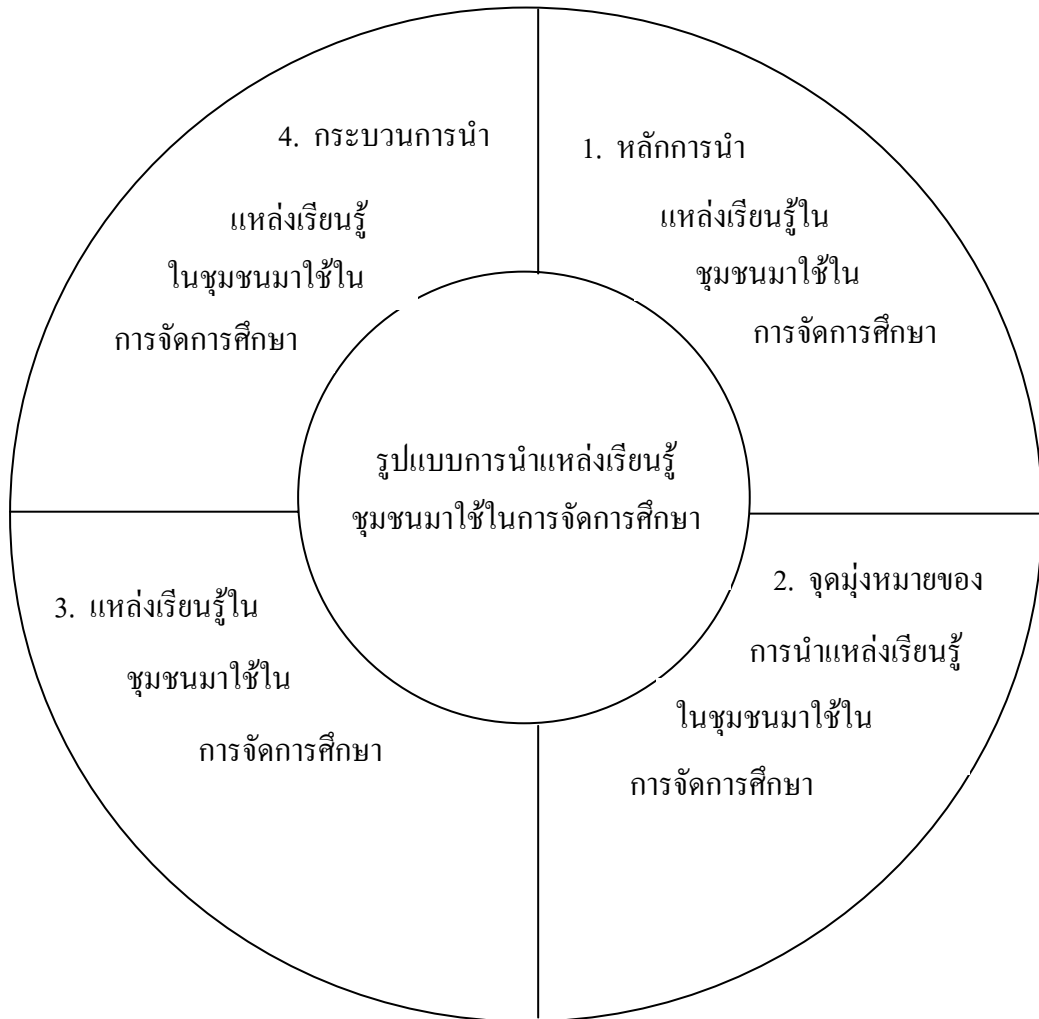 4. กระบวนการนำ
แหล่งเรียนรู้
ในชุมชนมาใช้ใน
การจัดการศึกษา
1. หลักการนำ
แหล่งเรียนรู้ใน
ชุมชนมาใช้ใน
การจัดการศึกษา
รูปแบบการนำแหล่งเรียนรู้
ชุมชนมาใช้ในการจัดการศึกษา
3. แหล่งเรียนรู้ใน
ชุมชนมาใช้ใน
การจัดการศึกษา
2. จุดมุ่งหมายของ
การนำแหล่งเรียนรู้
ในชุมชนมาใช้ใน
การจัดการศึกษา